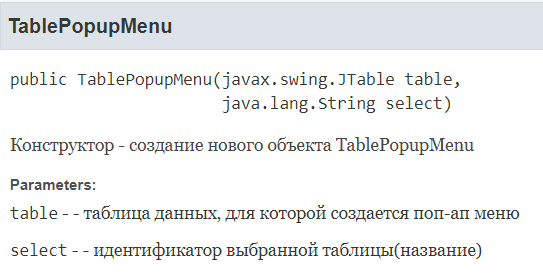 TablePopupMenu
public TablePopupMenu(javax.swing.JTable table,
java.lang.String select)
Конструктор - создание нового объекта TablePopupMenu
Parameters:
table - - таблица данных, для которой создается поп-ап меню
select - - идентификатор выбранной таблицы(название)